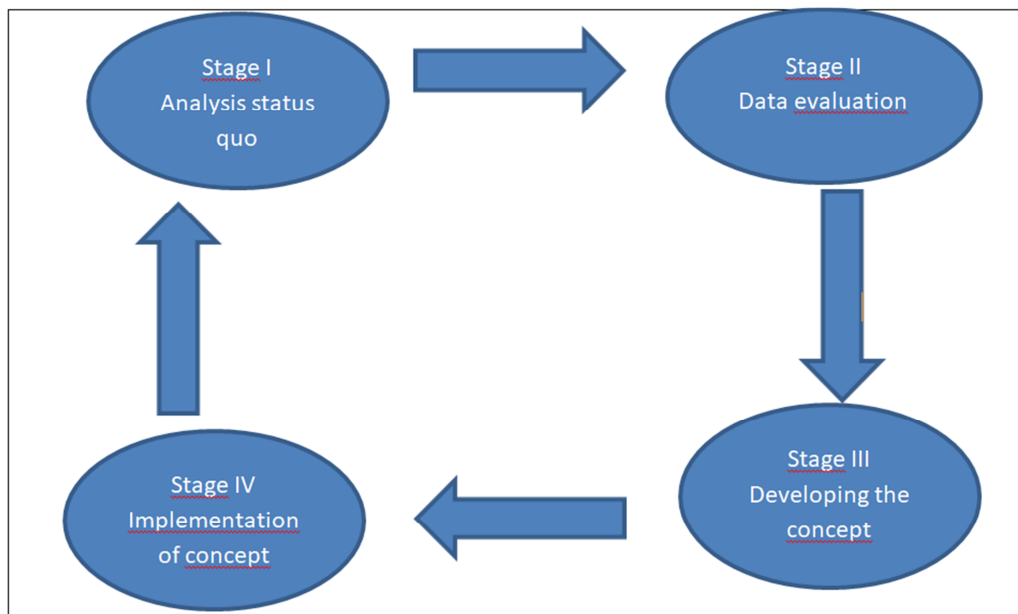 Stage I
Analysis status
quo
Stage II
Data evaluation
Stage III
Developing the
concept
Stage IV
Implementation
of concept